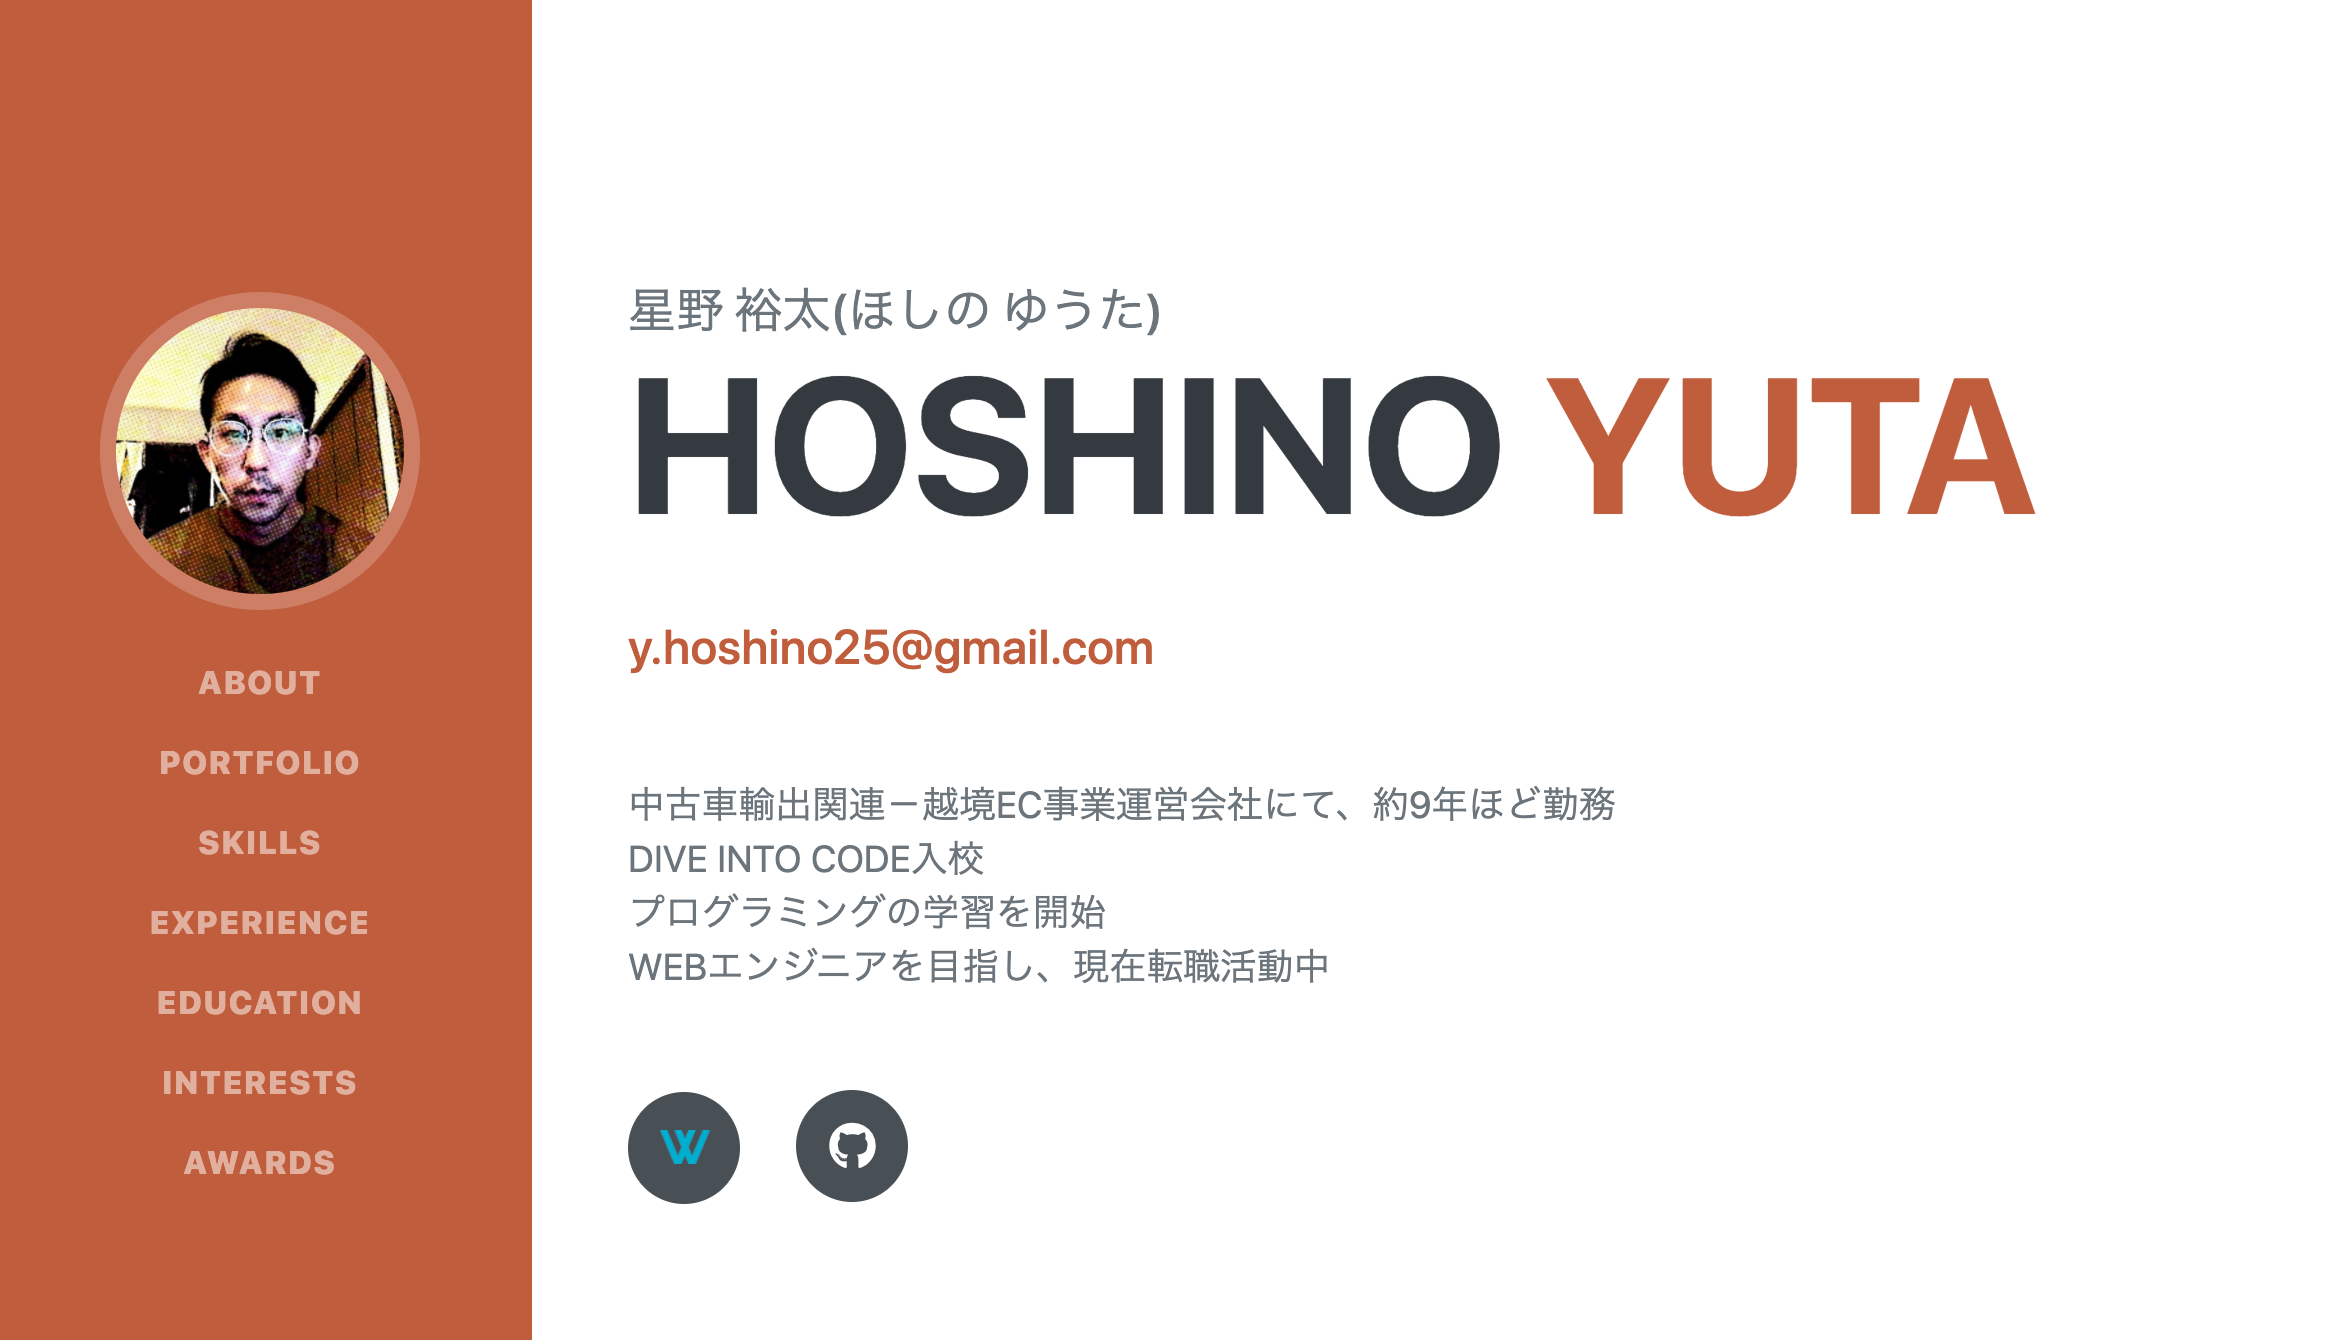 ABOUT
PORTFOLIO
SKILLS
EXPERIENCE
EDUCATION
INTERESTS
AWARDS
星野 裕太(ほしの ゆうた)
HOSHINO YUTA
y.hoshino25@gmail.com
中古車輸出関連－越境EC事業運営会社にて、約9年ほど勤務
DIVE INTO CODE入校
プログラミングの学習を開始
WEBエンジニアを目指し、現在転職活動中